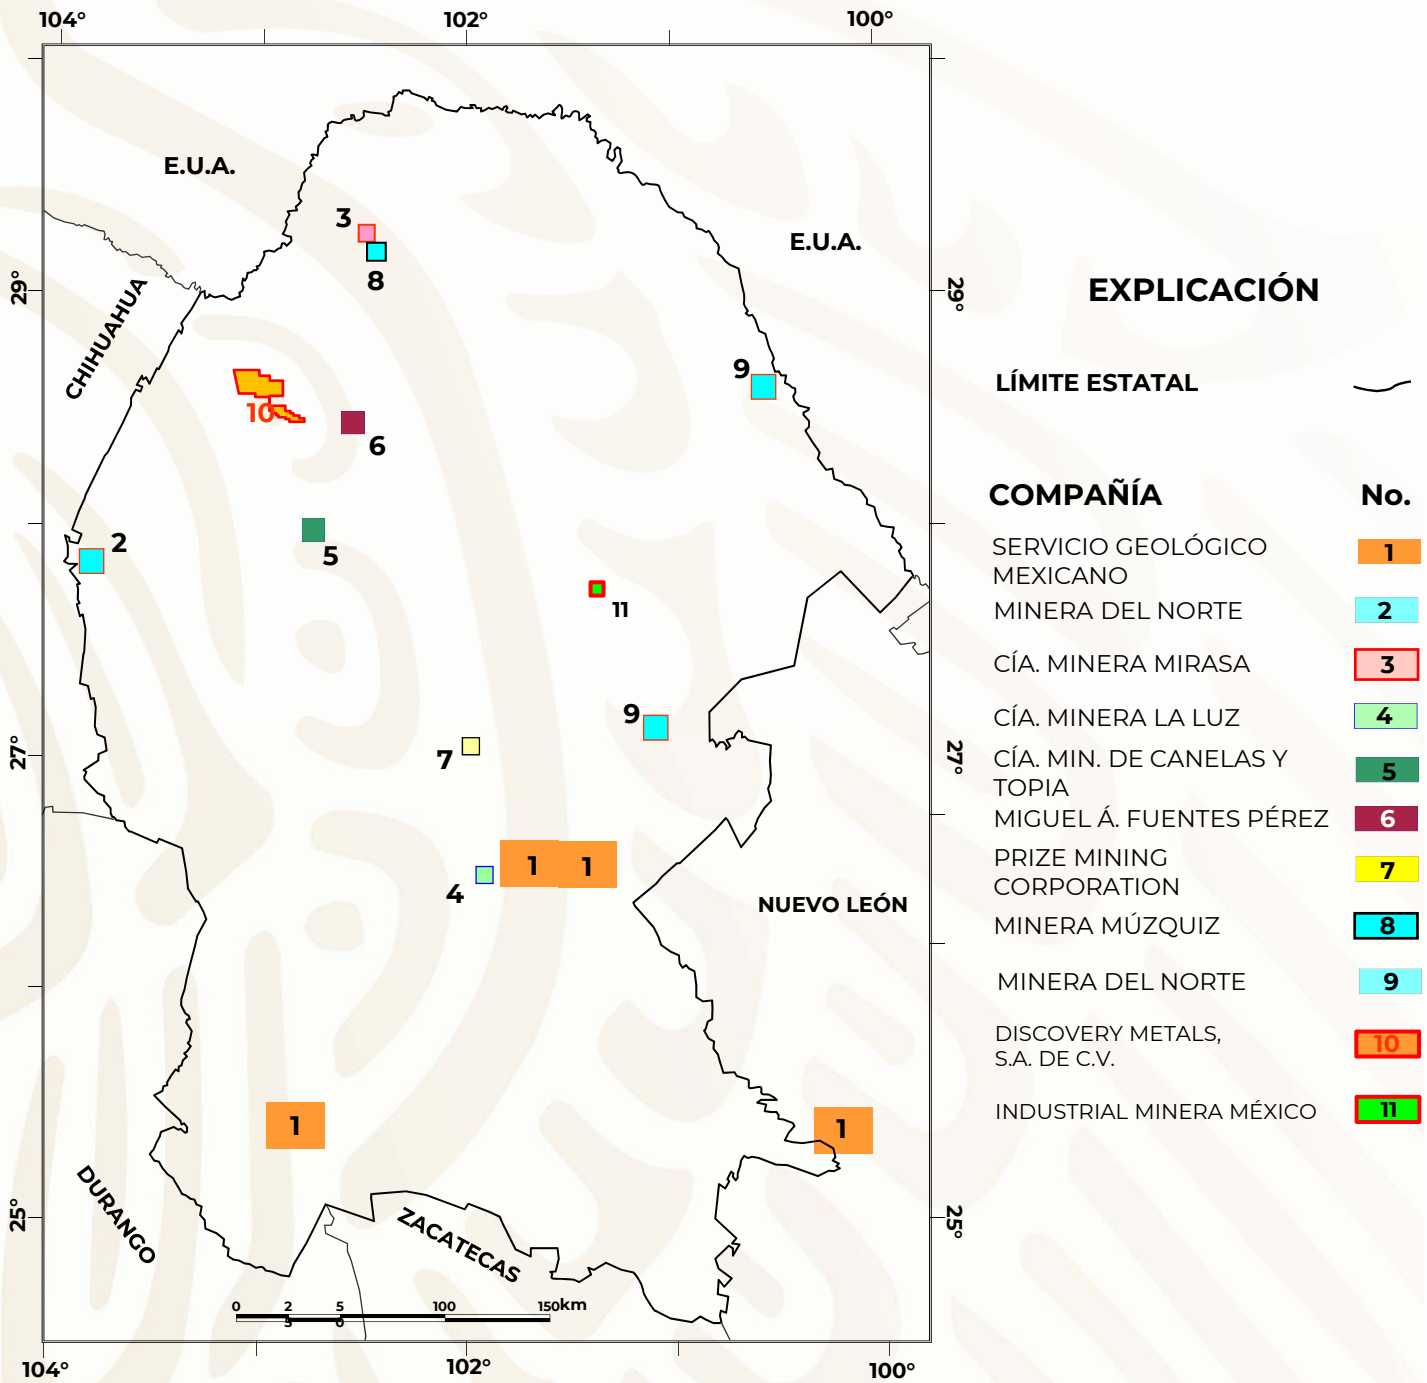 104°
102°
100°
E.U.A.
3
E.U.A.
8
29°
29°
CHIHUAHUA
9
10
6
2
5
11
9
7
27°
27°
1
1
4
NUEVO LEÓN
1
1
DURANGO
ZACATECAS
25°
25°
0
25
50
100
150km
104°
102°
100°
EXPLICACIÓN
LÍMITE ESTATAL
COMPAÑÍA No.
SERVICIO GEOLÓGICO
MEXICANO
1
MINERA DEL NORTE 2
CÍA. MINERA MIRASA 3
CÍA. MINERA LA LUZ 4
CÍA. MIN. DE CANELAS Y
TOPIA
5
MIGUEL Á. FUENTES PÉREZ 6
PRIZE MINING
CORPORATION
7
MINERA MÚZQUIZ 8
MINERA DEL NORTE 9
DISCOVERY METALS,
S.A. DE C.V.
10
INDUSTRIAL MINERA MÉXICO 11